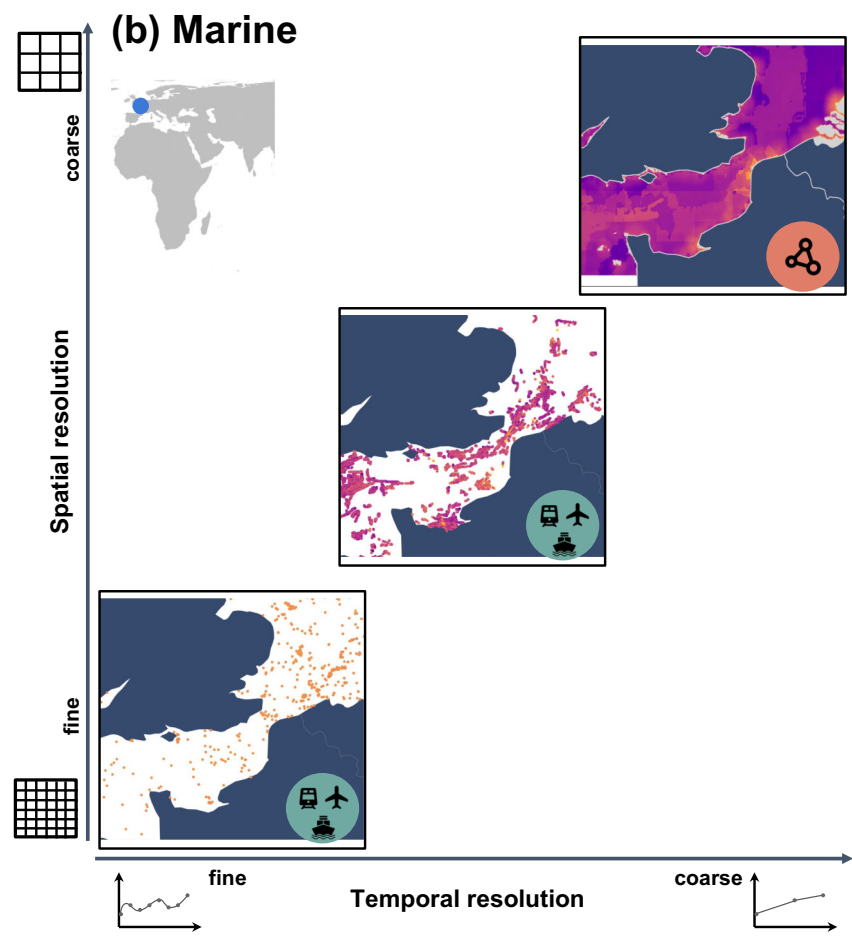 (b) Marine
coarse
Spatial resolution
fine
fine
Temporal resolution
coarse